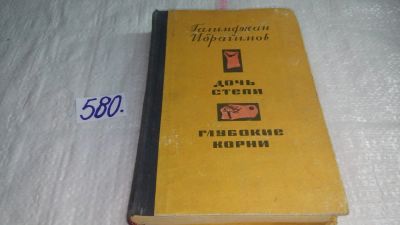 Галимджан
Ибрагимов
ДОЧЬ
СТЕПИ
ГЛУБОКИЕ
КОРНИ
580.